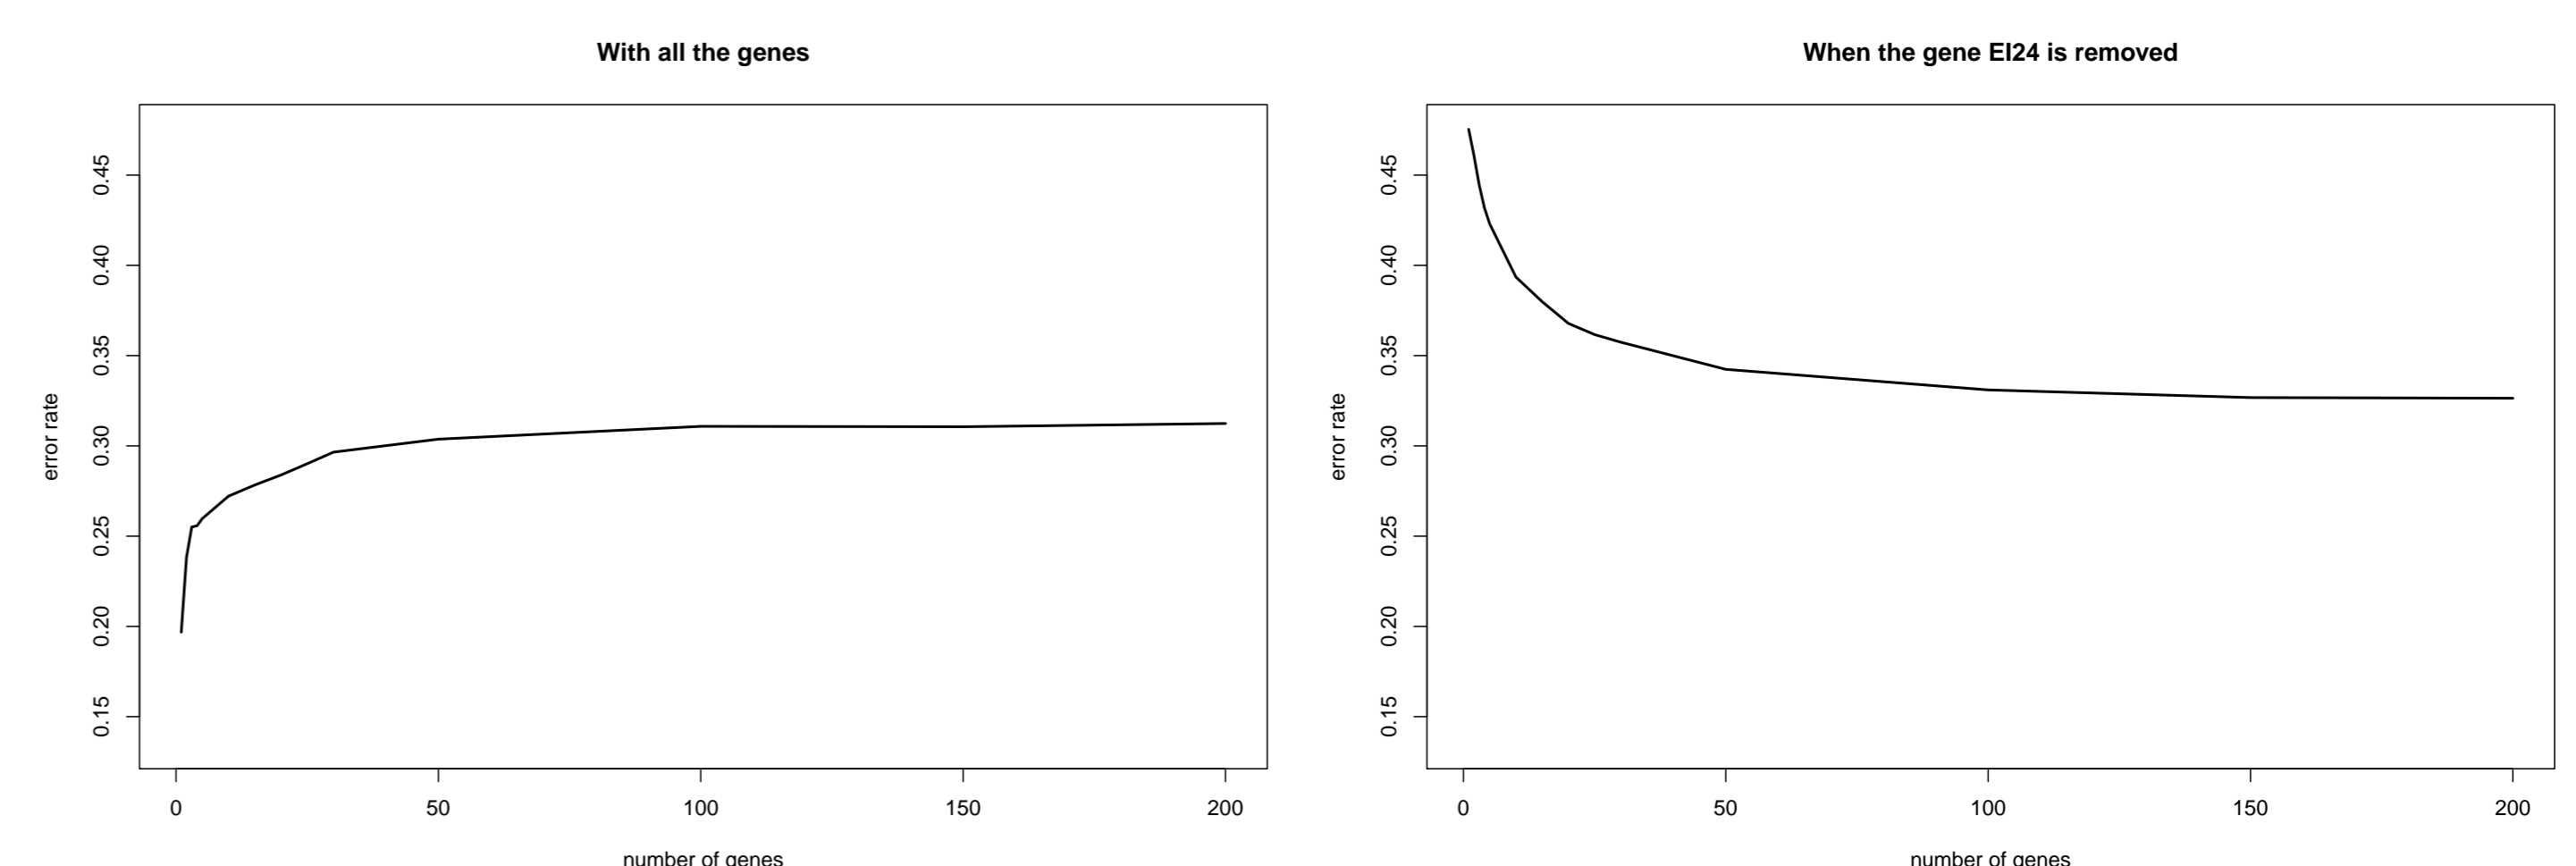 With all the genes
error rate
0.45
0.40
0.35
0.30
0.25
0.20
0.15
0 50 100 150 200
number of genes
When the gene EI24 is removed
error rate
0.45
0.40
0.35
0.30
0.25
0.20
0.15
0 50 100 150 200
number of genes